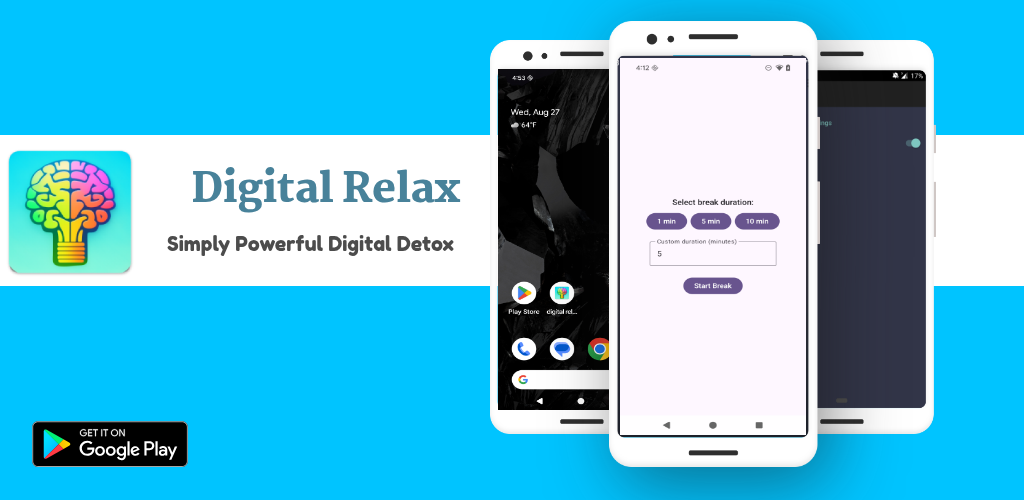 Digital Relax
Simply Powerful Digital Detox
GET IT ON
Google Play
4:53
Wed, Aug 27
64°F
Play Store
digital rel...
4:12
Select break duration:
1 min
5 min
10 min
Custom duration (minutes)
5
Start Break
17%
ngs